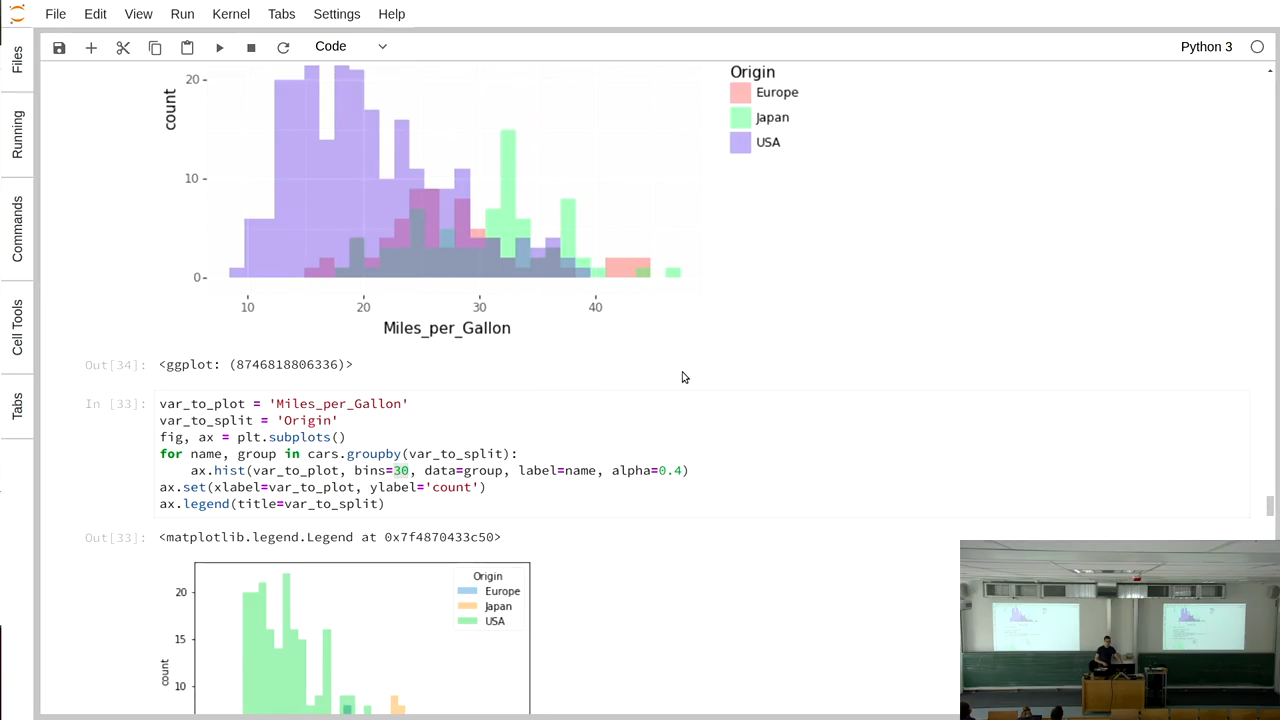 File Edit View Run Kernel Tabs Settings Help
Code
Python 3
Files
Running
Commands
Cell Tools
Tabs
20
10
0
count
10 20 30 40
Miles_per_Gallon
Origin
Europe
Japan
USA
Out[34]: <ggplot: (8746818806336)>
In [33]: var_to_plot = 'Miles_per_Gallon'
var_to_split = 'Origin'
fig, ax = plt.subplots()
for name, group in cars.groupby(var_to_split):
    ax.hist(var_to_plot, bins=30, data=group, label=name, alpha=0.4)
ax.set(xlabel=var_to_plot, ylabel='count')
ax.legend(title=var_to_split)
Out[33]: <matplotlib.legend.Legend at 0x7f4870433c50>
20
15
10
count
Origin
Europe
Japan
USA